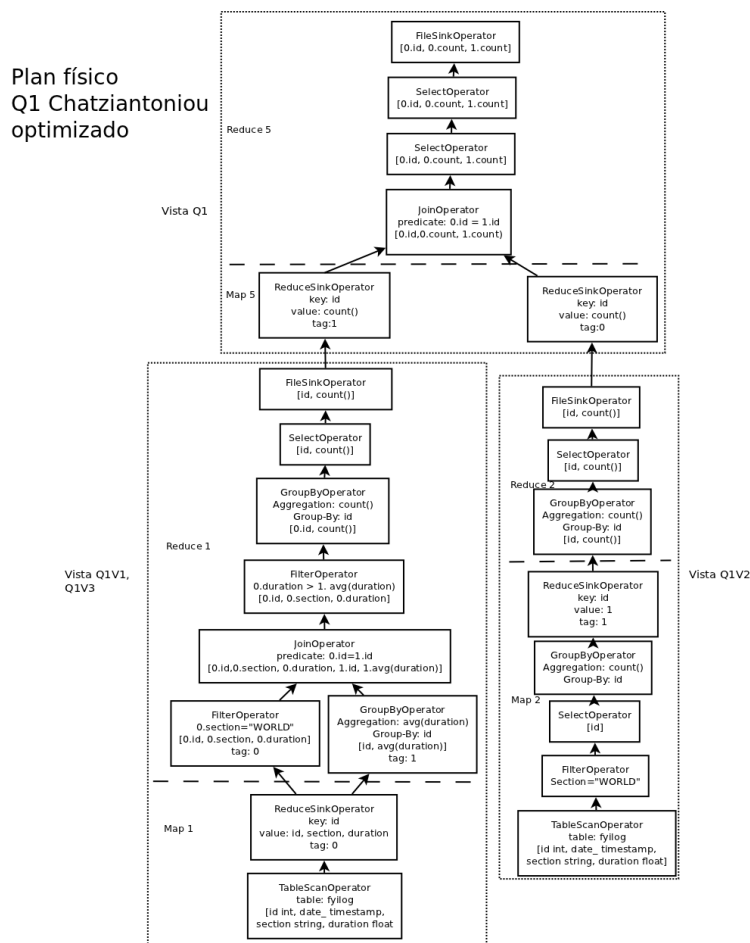 Plan físico
Q1 Chatziantoniou
optimizado
FileSinkOperator
[0.id, 0.count, 1.count]
SelectOperator
[0.id, 0.count, 1.count]
Reduce 5
SelectOperator
[0.id, 0.count, 1.count]
Vista Q1
JoinOperator
predicate: 0.id = 1.id
[0.id,0.count, 1.count)
Map 5
ReduceSinkOperator
key: id
value: count()
tag:1
ReduceSinkOperator
key: id
value: count()
tag:0
FileSinkOperator
[id, count()]
SelectOperator
[id, count()]
GroupByOperator
Aggregation: count()
Group-By: id
[0.id, count()]
Reduce 1
FilterOperator
0.duration > 1. avg(duration)
[0.id, 0.section, 0.duration]
Vista Q1V1,
Q1V3
JoinOperator
predicate: 0.id=1.id
[0.id,0.section, 0.duration, 1.id, 1.avg(duration)]
FilterOperator
0.section="WORLD"
[0.id, 0.section, 0.duration]
tag: 0
GroupByOperator
Aggregation: avg(duration)
Group-By: id
[id, avg(duration)]
tag: 1
Map 1
ReduceSinkOperator
key: id
value: id, section, duration
tag: 0
TableScanOperator
table: fyilog
[id int, date_ timestamp,
section string, duration float
FileSinkOperator
[id, count()]
SelectOperator
[id, count()]
Reduce 2
GroupByOperator
Aggregation: count()
Group-By: id
[id, count()]
Vista Q1V2
ReduceSinkOperator
key: id
value: 1
tag: 1
GroupByOperator
Aggregation: count()
Group-By: id
Map 2
SelectOperator
[id]
FilterOperator
Section="WORLD"
TableScanOperator
table: fyilog
[id int, date_ timestamp,
section string, duration float]